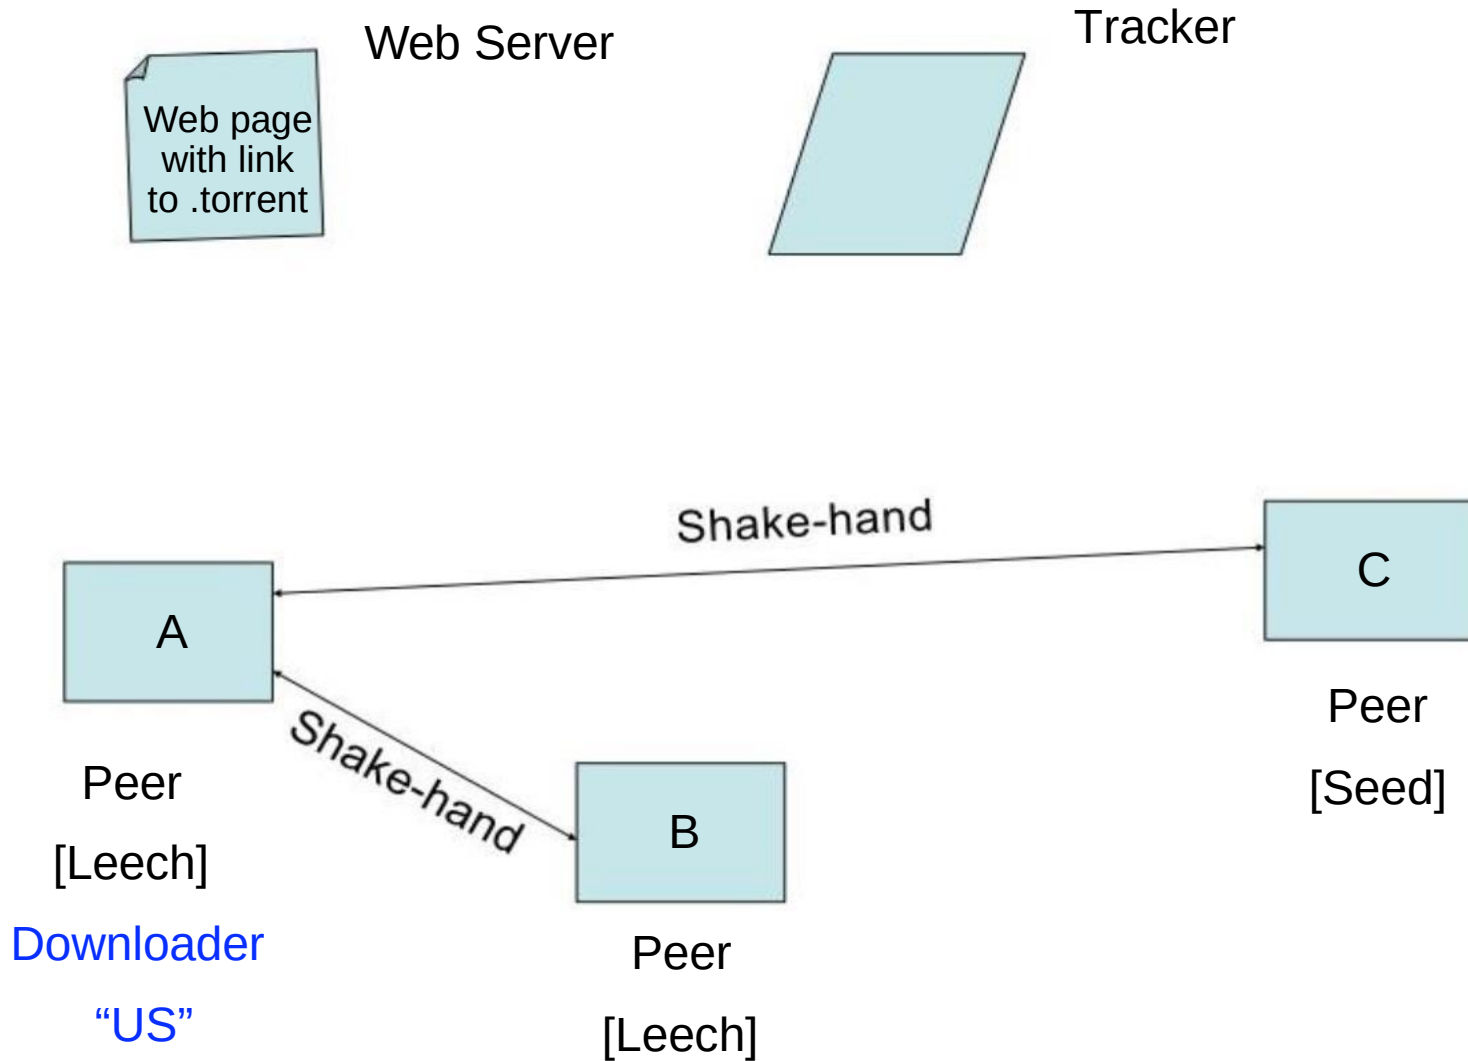 Web Server
Tracker
Web page
with link
to .torrent
Shake-hand
C
A
Peer
[Seed]
Shake-hand
Peer
[Leech]
Downloader
“US”
B
Peer
[Leech]